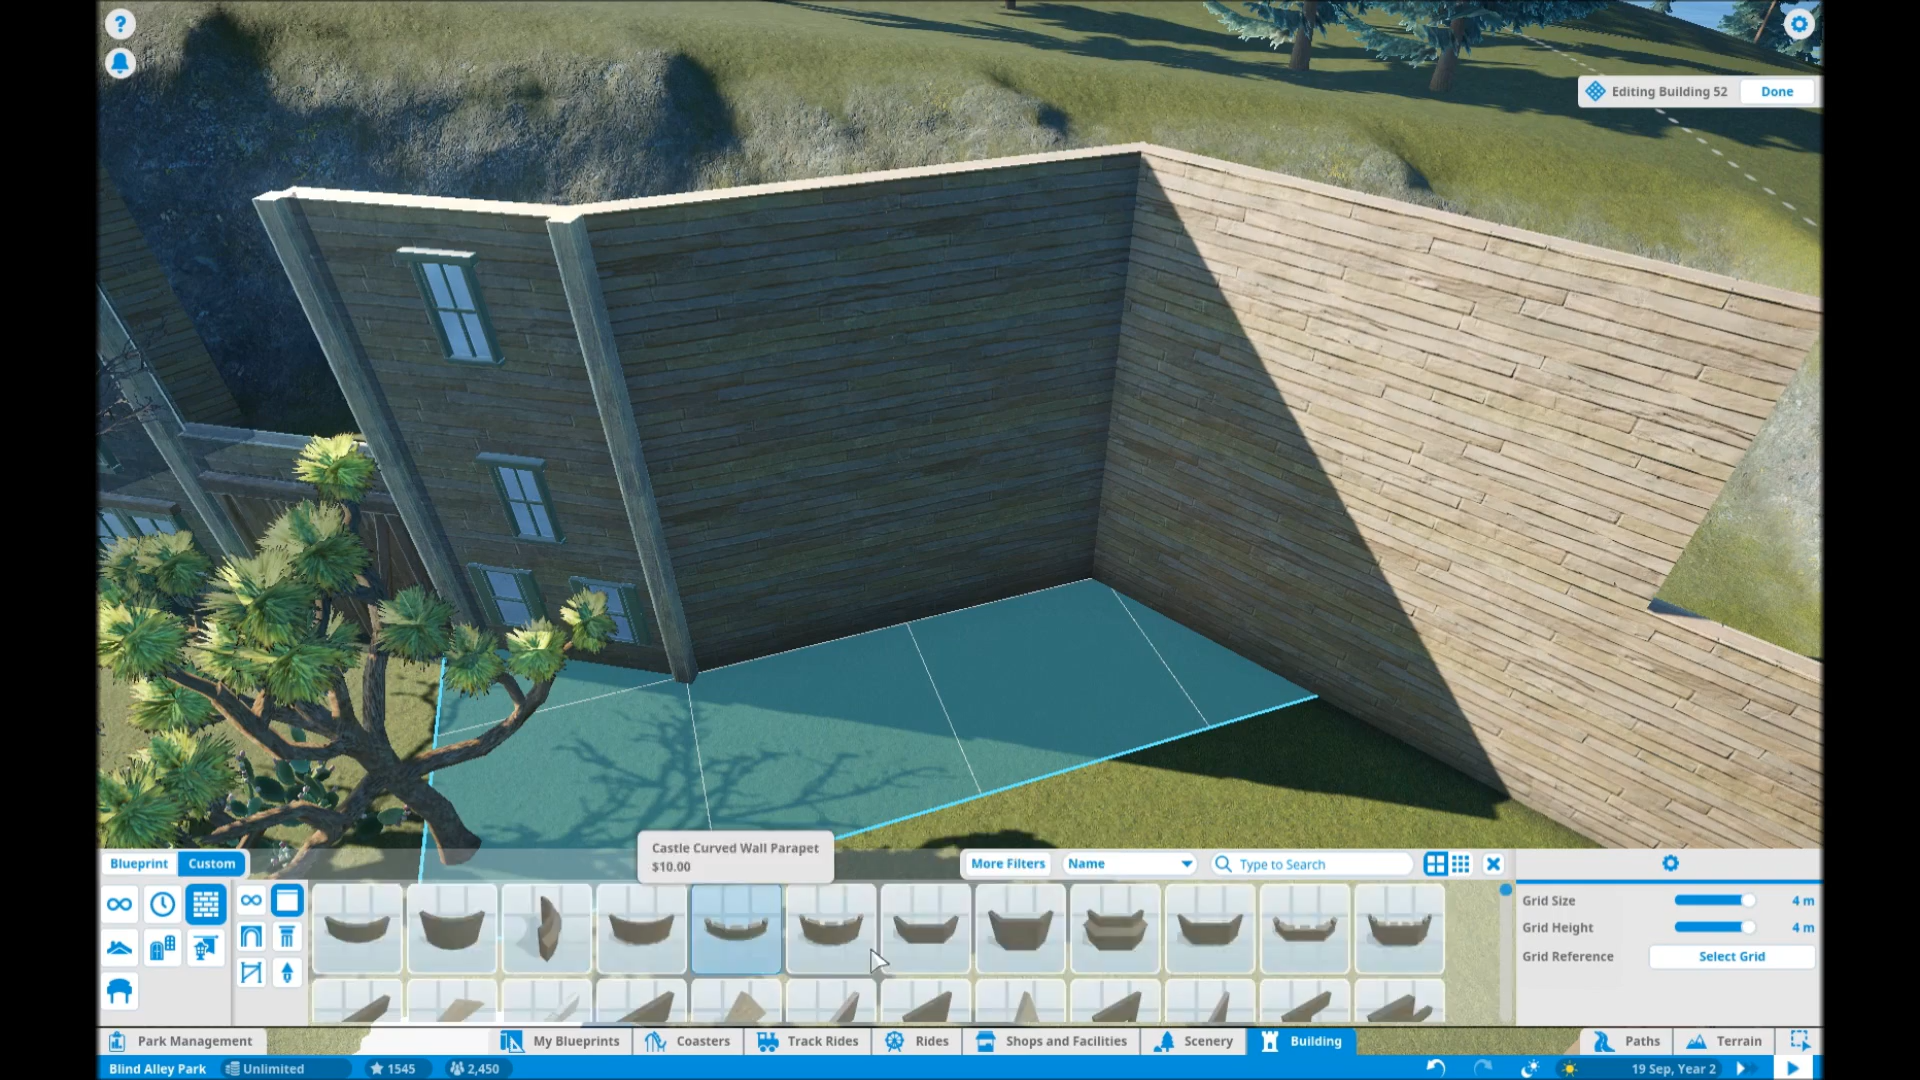 ?
Editing Building 52
Done
Castle Curved Wall Parapet
$10.00
Blueprint
Custom
More Filters
Name
Type to Search
Grid Size
4 m
Grid Height
4 m
Grid Reference
Select Grid
Park Management
My Blueprints
Coasters
Track Rides
Rides
Shops and Facilities
Scenery
Building
Paths
Terrain
Blind Alley Park
Unlimited
1545
2,450
19 Sep, Year 2